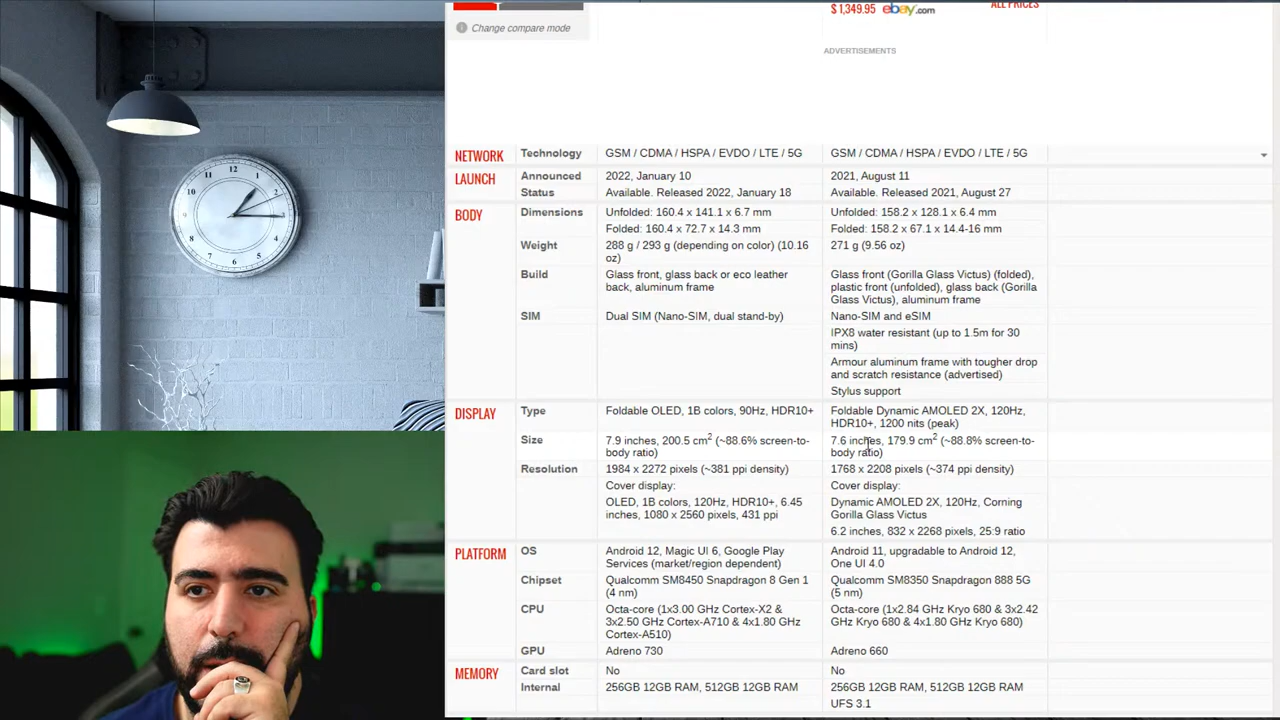 $ 1,349.95 ebay.com ALL PRICES
Change compare mode
ADVERTISEMENTS
12
11 1
10 2
9 3
8 4
7 5
6
NETWORK Technology GSM / CDMA / HSPA / EVDO / LTE / 5G GSM / CDMA / HSPA / EVDO / LTE / 5G
LAUNCH Announced 2022, January 10 2021, August 11
Status Available. Released 2022, January 18 Available. Released 2021, August 27
BODY Dimensions Unfolded: 160.4 x 141.1 x 6.7 mm Unfolded: 158.2 x 128.1 x 6.4 mm
Folded: 160.4 x 72.7 x 14.3 mm Folded: 158.2 x 67.1 x 14.4-16 mm
Weight 288 g / 293 g (depending on color) (10.16 271 g (9.56 oz)
oz)
Build Glass front, glass back or eco leather Glass front (Gorilla Glass Victus) (folded),
back, aluminum frame plastic front (unfolded), glass back (Gorilla
Glass Victus), aluminum frame
SIM Dual SIM (Nano-SIM, dual stand-by) Nano-SIM and eSIM
IPX8 water resistant (up to 1.5m for 30
mins)
Armour aluminum frame with tougher drop
and scratch resistance (advertised)
Stylus support
DISPLAY Type Foldable OLED, 1B colors, 90Hz, HDR10+ Foldable Dynamic AMOLED 2X, 120Hz,
HDR10+, 1200 nits (peak)
Size 7.9 inches, 200.5 cm2 (~88.6% screen-to- 7.6 inches, 179.9 cm2 (~88.8% screen-to-
body ratio) body ratio)
Resolution 1984 x 2272 pixels (~381 ppi density) 1768 x 2208 pixels (~374 ppi density)
Cover display: Cover display:
OLED, 1B colors, 120Hz, HDR10+, 6.45 Dynamic AMOLED 2X, 120Hz, Corning
inches, 1080 x 2560 pixels, 431 ppi Gorilla Glass Victus
6.2 inches, 832 x 2268 pixels, 25:9 ratio
PLATFORM OS Android 12, Magic UI 6, Google Play Android 11, upgradable to Android 12,
Services (market/region dependent) One UI 4.0
Chipset Qualcomm SM8450 Snapdragon 8 Gen 1 Qualcomm SM8350 Snapdragon 888 5G
(4 nm) (5 nm)
CPU Octa-core (1x3.00 GHz Cortex-X2 & Octa-core (1x2.84 GHz Kryo 680 & 3x2.42
3x2.50 GHz Cortex-A710 & 4x1.80 GHz GHz Kryo 680 & 4x1.80 GHz Kryo 680)
Cortex-A510)
GPU Adreno 730 Adreno 660
MEMORY Card slot No No
Internal 256GB 12GB RAM, 512GB 12GB RAM 256GB 12GB RAM, 512GB 12GB RAM
UFS 3.1